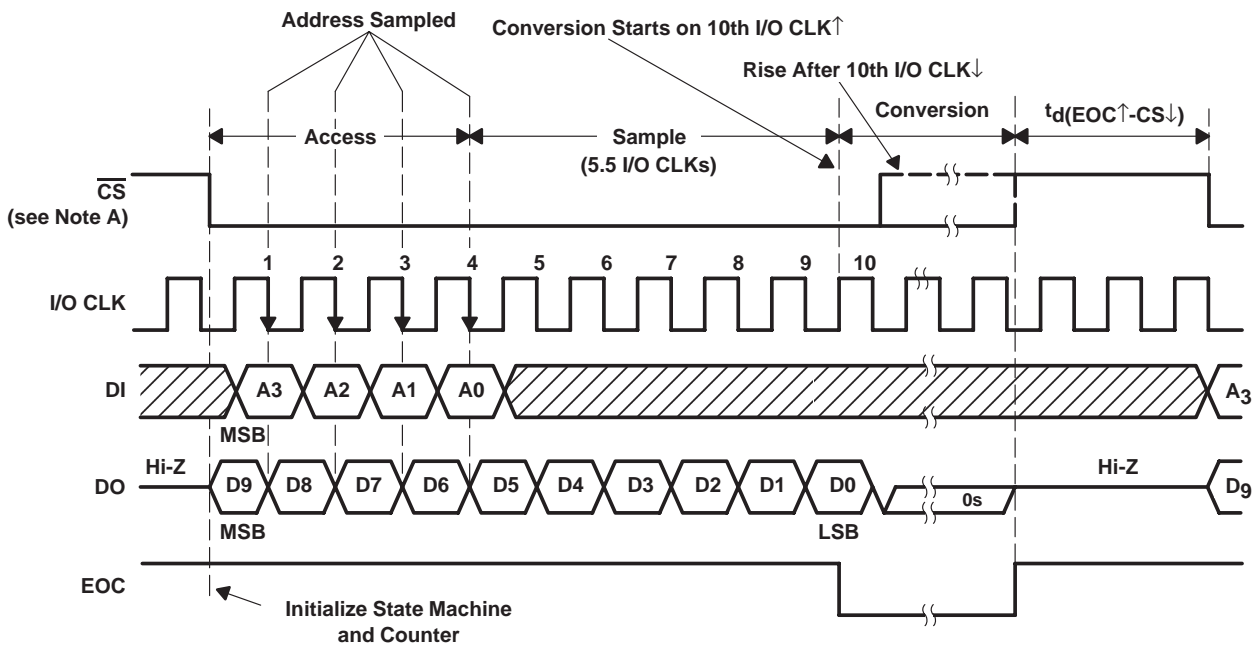 Address Sampled
Conversion Starts on 10th I/O CLK↑
Rise After 10th I/O CLK↓
Access
Sample
(5.5 I/O CLKs)
Conversion
td(EOC↑-CS↓)
CS
(see Note A)
1 2 3 4 5 6 7 8 9 10
I/O CLK
DI
A3 A2 A1 A0 A3
MSB
Hi-Z
Hi-Z
DO
D9 D8 D7 D6 D5 D4 D3 D2 D1 D0 0s D9
MSB
LSB
EOC
Initialize State Machine
and Counter